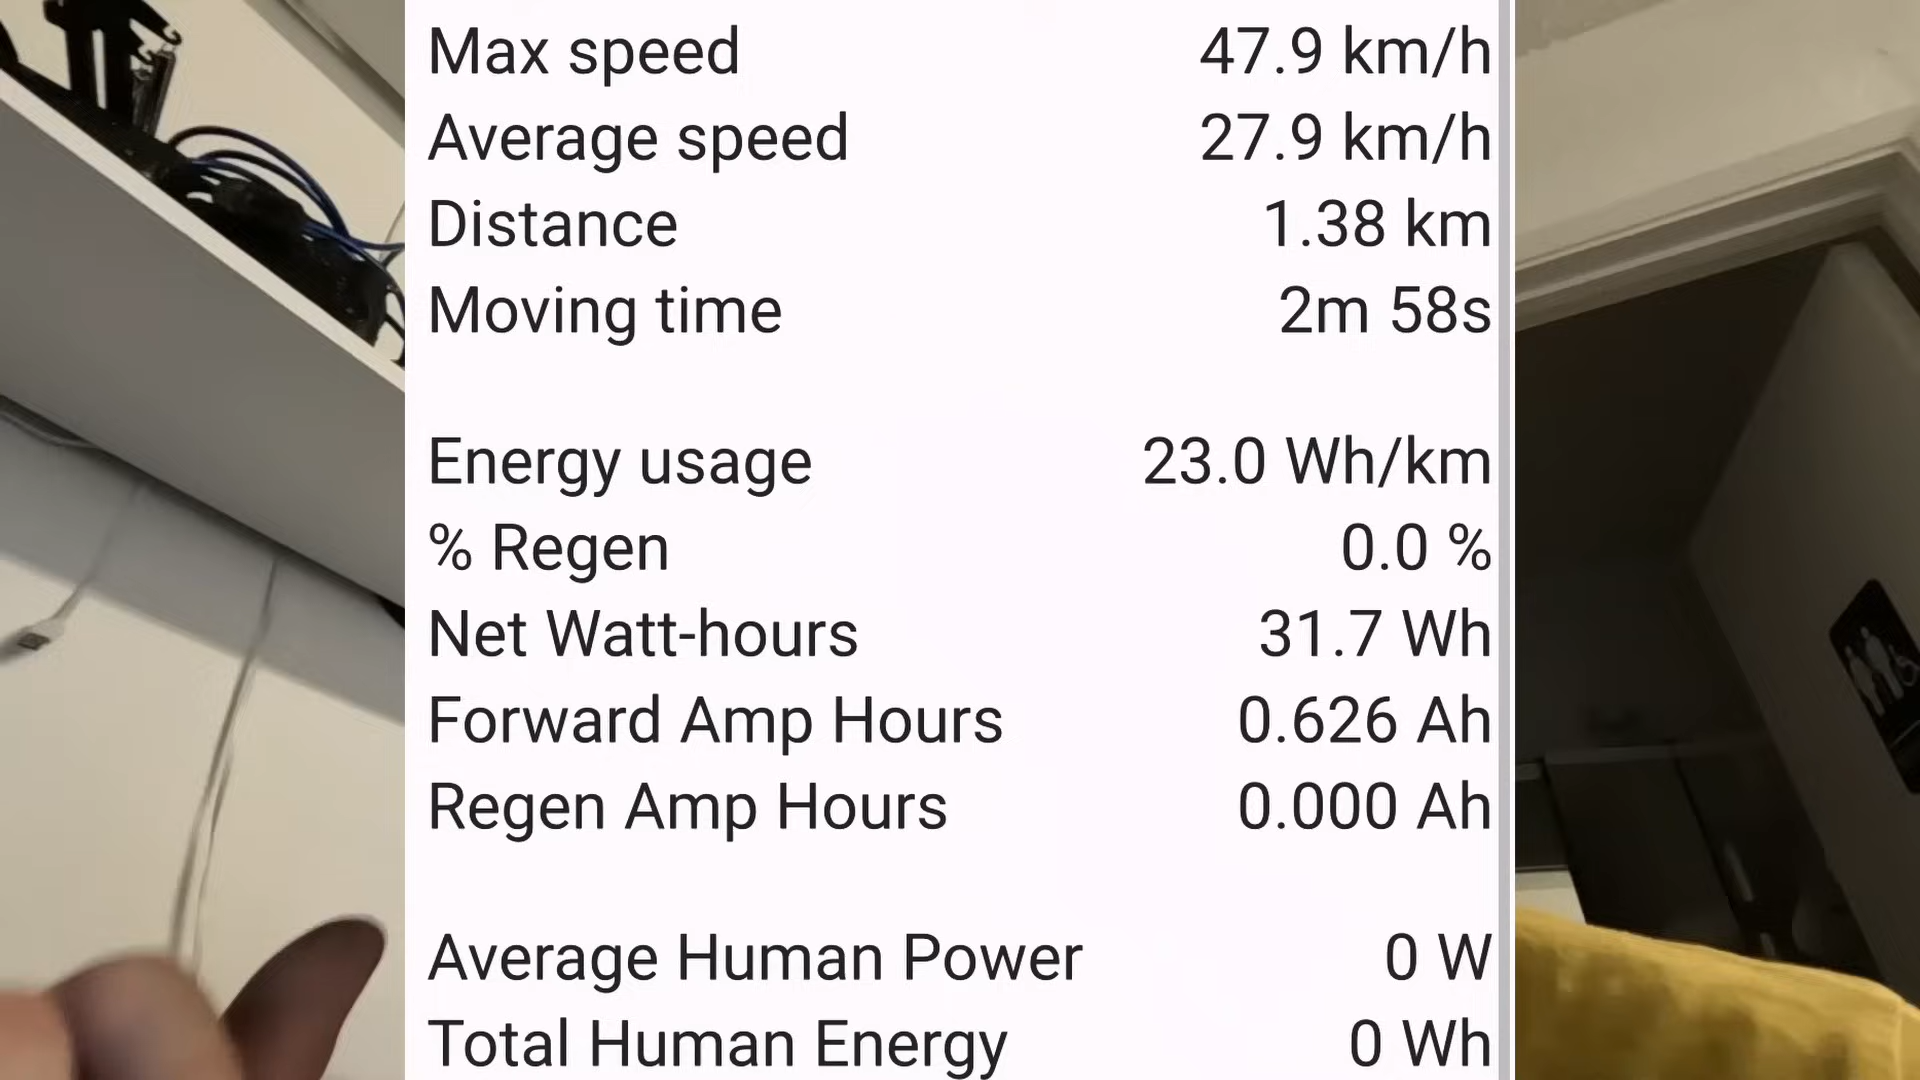 Max speed 47.9 km/h
Average speed 27.9 km/h
Distance 1.38 km
Moving time 2m 58s
Energy usage 23.0 Wh/km
% Regen 0.0 %
Net Watt-hours 31.7 Wh
Forward Amp Hours 0.626 Ah
Regen Amp Hours 0.000 Ah
Average Human Power 0 W
Total Human Energy 0 Wh